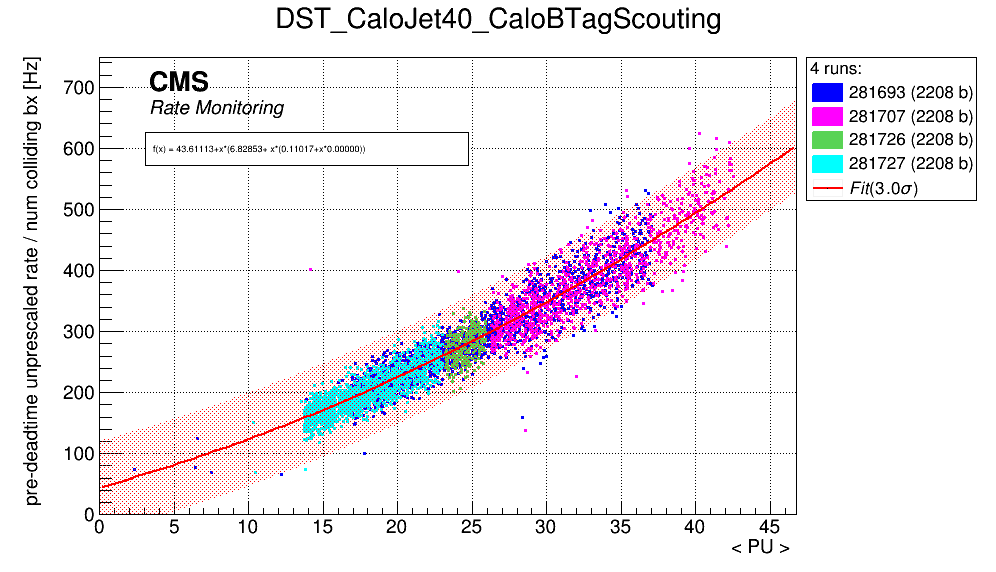 DST_CaloJet40_CaloBTagScouting
pre-deadtime unprescaled rate / num colliding bx [Hz]
700
600
500
400
300
200
100
0
CMS
Rate Monitoring
f(x) = 43.61113+x*(6.82853+ x*(0.11017+x*0.00000))
4 runs:
281693 (2208 b)
281707 (2208 b)
281726 (2208 b)
281727 (2208 b)
Fit(3.0σ)
0 5 10 15 20 25 30 35 40 45
< PU >